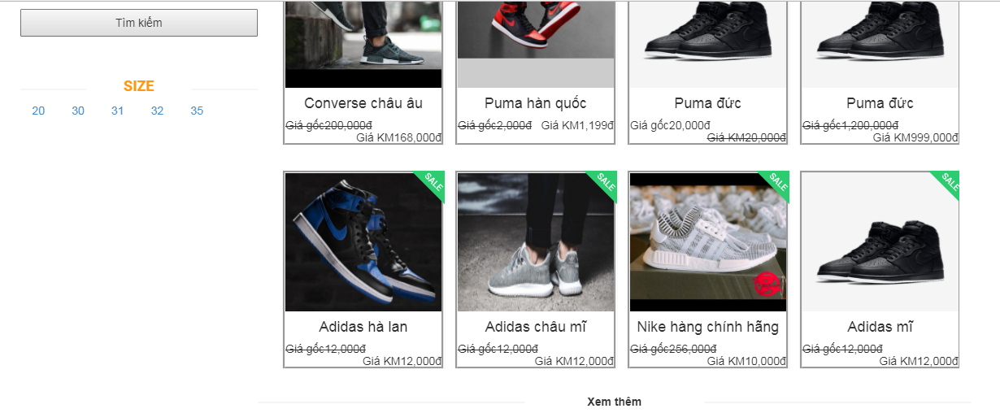 Tìm kiếm
SIZE
20 30 31 32 35
Converse châu âu
Giá gốc200,000đ
Giá KM168,000đ
Puma hàn quốc
Giá gốc2,000đ Giá KM1,199đ
Puma đức
Giá gốc20,000đ
Giá KM20,000đ
Puma đức
Giá gốc1,200,000đ
Giá KM999,000đ
SALE
Adidas hà lan
Giá gốc12,000đ
Giá KM12,000đ
SALE
Adidas châu mĩ
Giá gốc12,000đ
Giá KM12,000đ
SALE
Nike hàng chính hãng
Giá gốc256,000đ
Giá KM10,000đ
SALE
Adidas mĩ
Giá gốc12,000đ
Giá KM12,000đ
Xem thêm